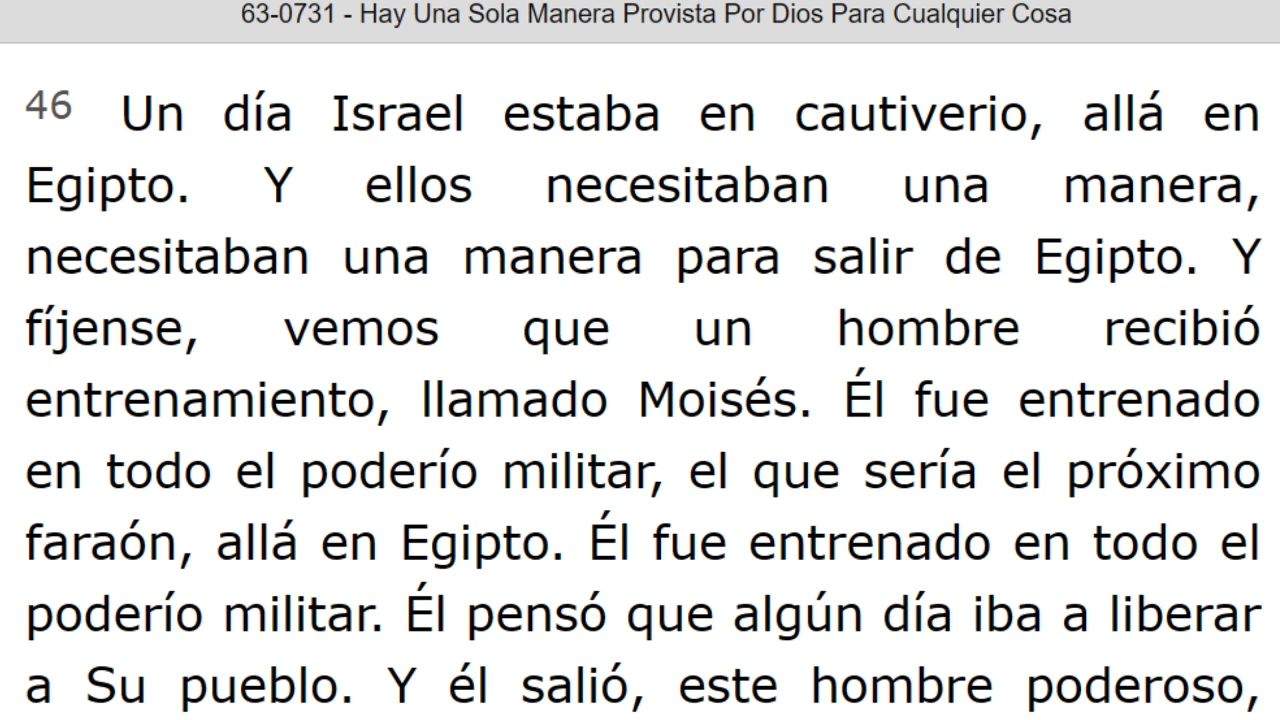 63-0731 - Hay Una Sola Manera Provista Por Dios Para Cualquier Cosa
46 Un día Israel estaba en cautiverio, allá en
Egipto. Y ellos necesitaban una manera,
necesitaban una manera para salir de Egipto. Y
fíjense, vemos que un hombre recibió
entrenamiento, llamado Moisés. Él fue entrenado
en todo el poderío militar, el que sería el próximo
faraón, allá en Egipto. Él fue entrenado en todo el
poderío militar. Él pensó que algún día iba a liberar
a Su pueblo. Y él salió, este hombre poderoso,